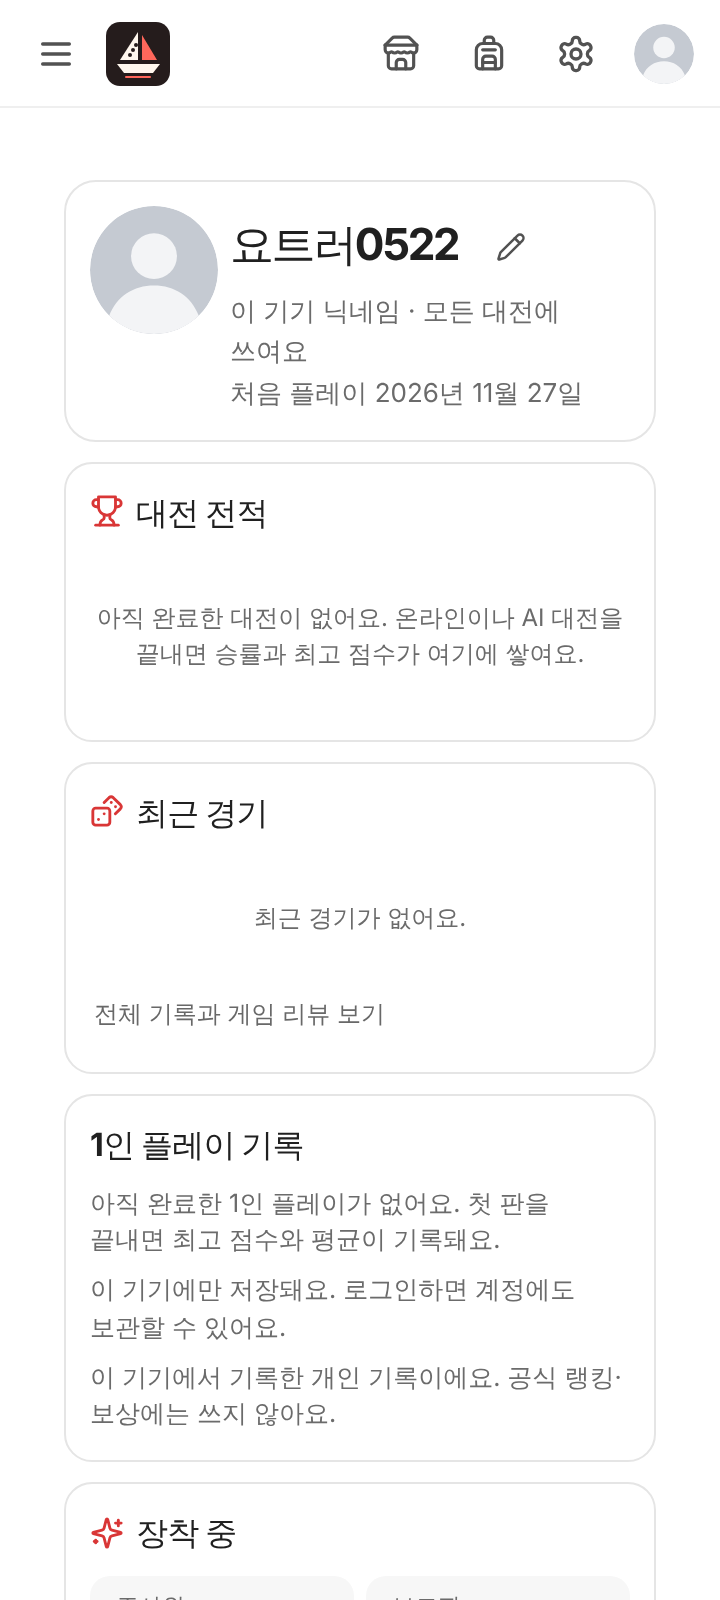 요트러0522
이 기기 닉네임 · 모든 대전에
쓰여요
처음 플레이 2026년 11월 27일
대전 전적
아직 완료한 대전이 없어요. 온라인이나 AI 대전을
끝내면 승률과 최고 점수가 여기에 쌓여요.
최근 경기
최근 경기가 없어요.
전체 기록과 게임 리뷰 보기
1인 플레이 기록
아직 완료한 1인 플레이가 없어요. 첫 판을
끝내면 최고 점수와 평균이 기록돼요.
이 기기에만 저장돼요. 로그인하면 계정에도
보관할 수 있어요.
이 기기에서 기록한 개인 기록이에요. 공식 랭킹·
보상에는 쓰지 않아요.
장착 중